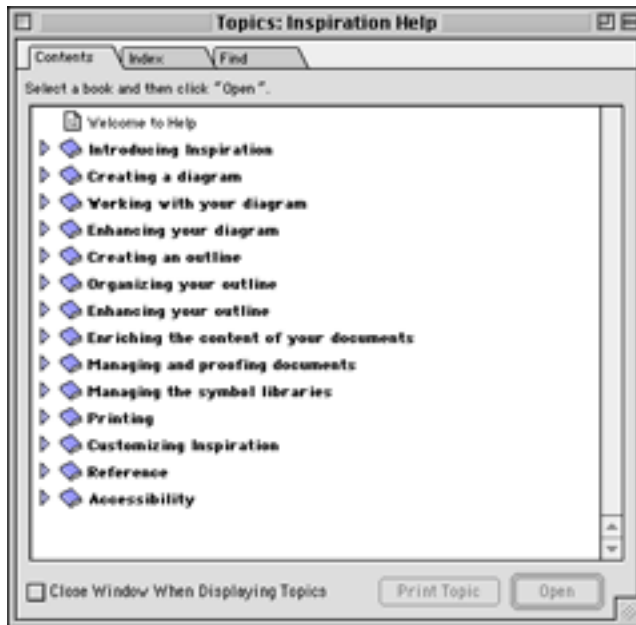 Topics: Inspiration Help
Contents Index Find
Select a book and then click "Open".
Welcome to Help
Introducing Inspiration
Creating a diagram
Working with your diagram
Enhancing your diagram
Creating an outline
Organizing your outline
Enhancing your outline
Enriching the content of your documents
Managing and proofing documents
Managing the symbol libraries
Printing
Customizing Inspiration
Reference
Accessibility
Close Window When Displaying Topics Print Topic Open